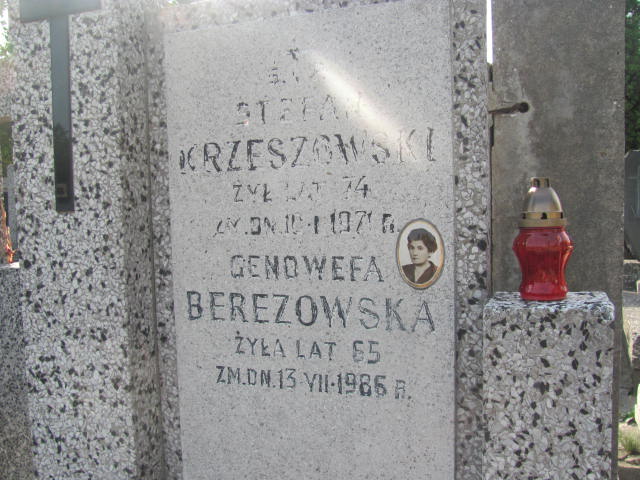 Ś.✝P.
STEFAN
KRZESZOWSKI
ŻYŁ LAT 74
ZM.DN.10·I·1971 R.
GENOWEFA
BEREZOWSKA
ŻYŁA LAT 65
ZM.DN.13·VII·1986 R.